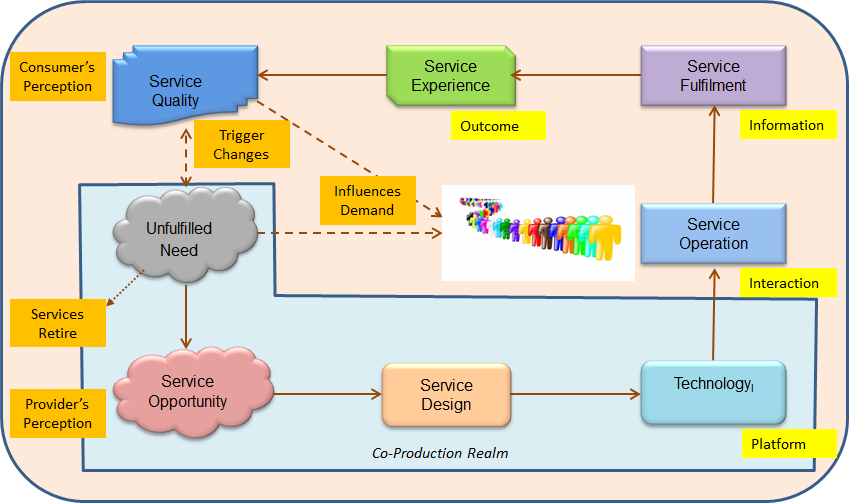 Consumer's
Perception
Service
Quality
Service
Experience
Service
Fulfilment
Outcome
Information
Trigger
Changes
Influences
Demand
Unfulfilled
Need
Service
Operation
Interaction
Services
Retire
Provider's
Perception
Service
Opportunity
Service
Design
TechnologyI
Platform
Co-Production Realm